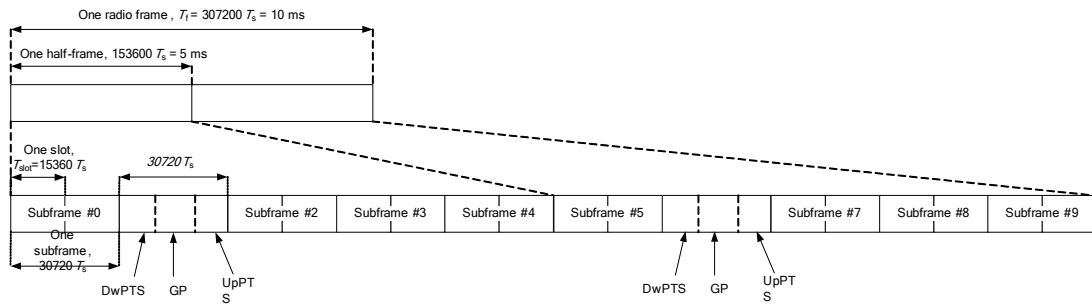 One radio frame , Tf = 307200 Ts = 10 ms
One half-frame, 153600 Ts = 5 ms
One slot,
Tslot=15360 Ts
30720 Ts
Subframe #0
Subframe #2
Subframe #3
Subframe #4
Subframe #5
Subframe #7
Subframe #8
Subframe #9
One
subframe ,
30720 Ts
DwPTS
GP
UpPT
S
DwPTS
GP
UpPT
S